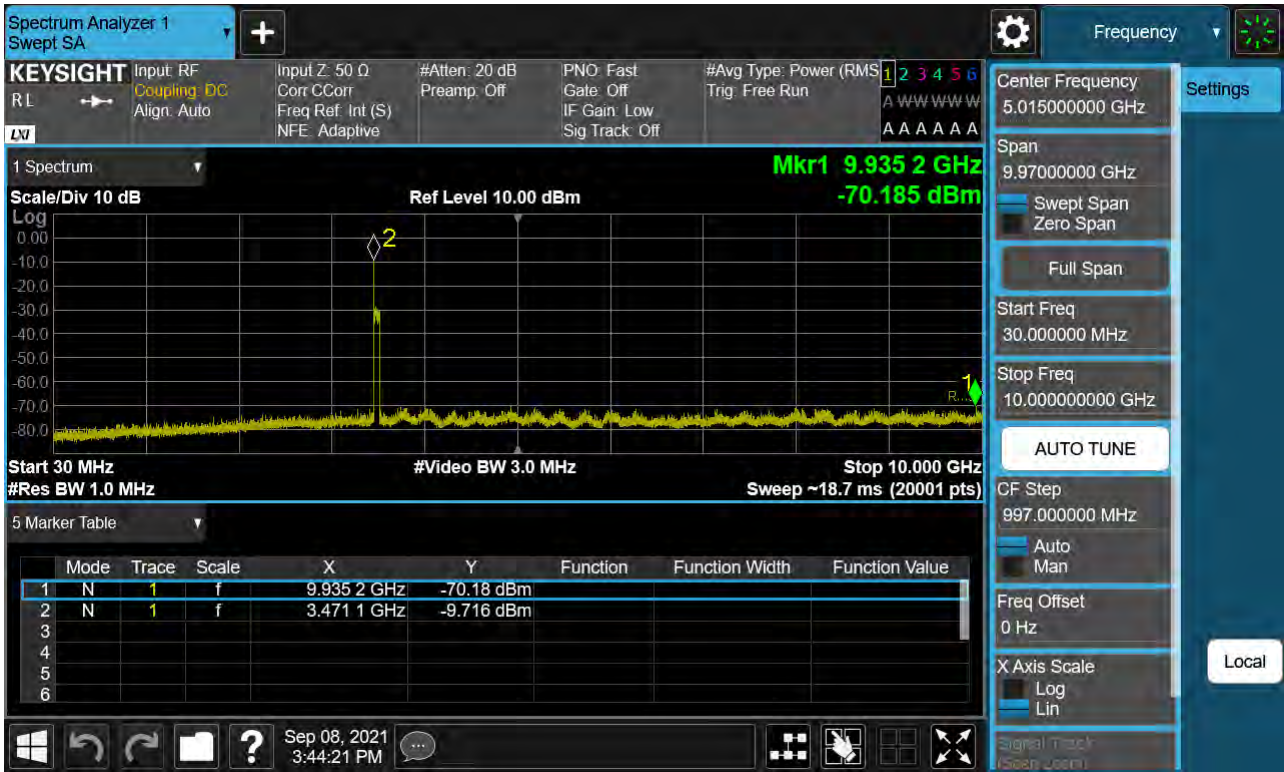 Spectrum Analyzer 1
Swept SA
+
Frequency
KEYSIGHT
RL
LXI
Input: RF
Coupling: DC
Align: Auto
Input Z: 50 Ω
Corr CCorr
Freq Ref: Int (S)
NFE: Adaptive
#Atten: 20 dB
Preamp: Off
PNO: Fast
Gate: Off
IF Gain: Low
Sig Track: Off
#Avg Type: Power (RMS
Trig: Free Run
1 2 3 4 5 6
A W W W W W
A A A A A A
1 Spectrum
Mkr1 9.935 2 GHz
Scale/Div 10 dB
Ref Level 10.00 dBm
-70.185 dBm
Log
0.00
-10.0
-20.0
-30.0
-40.0
-50.0
-60.0
-70.0
-80.0
2
1
Start 30 MHz
#Video BW 3.0 MHz
Stop 10.000 GHz
#Res BW 1.0 MHz
Sweep ~18.7 ms (20001 pts)
5 Marker Table
Mode Trace Scale X Y Function Function Width Function Value
1 N 1 f 9.935 2 GHz -70.18 dBm
2 N 1 f 3.471 1 GHz -9.716 dBm
3
4
5
6
Sep 08, 2021
3:44:21 PM
?
Center Frequency
5.015000000 GHz
Span
9.97000000 GHz
Swept Span
Zero Span
Full Span
Start Freq
30.000000 MHz
Stop Freq
10.000000000 GHz
AUTO TUNE
CF Step
997.000000 MHz
Auto
Man
Freq Offset
0 Hz
X Axis Scale
Log
Lin
Signal Track
(Span Zoom)
Settings
Local